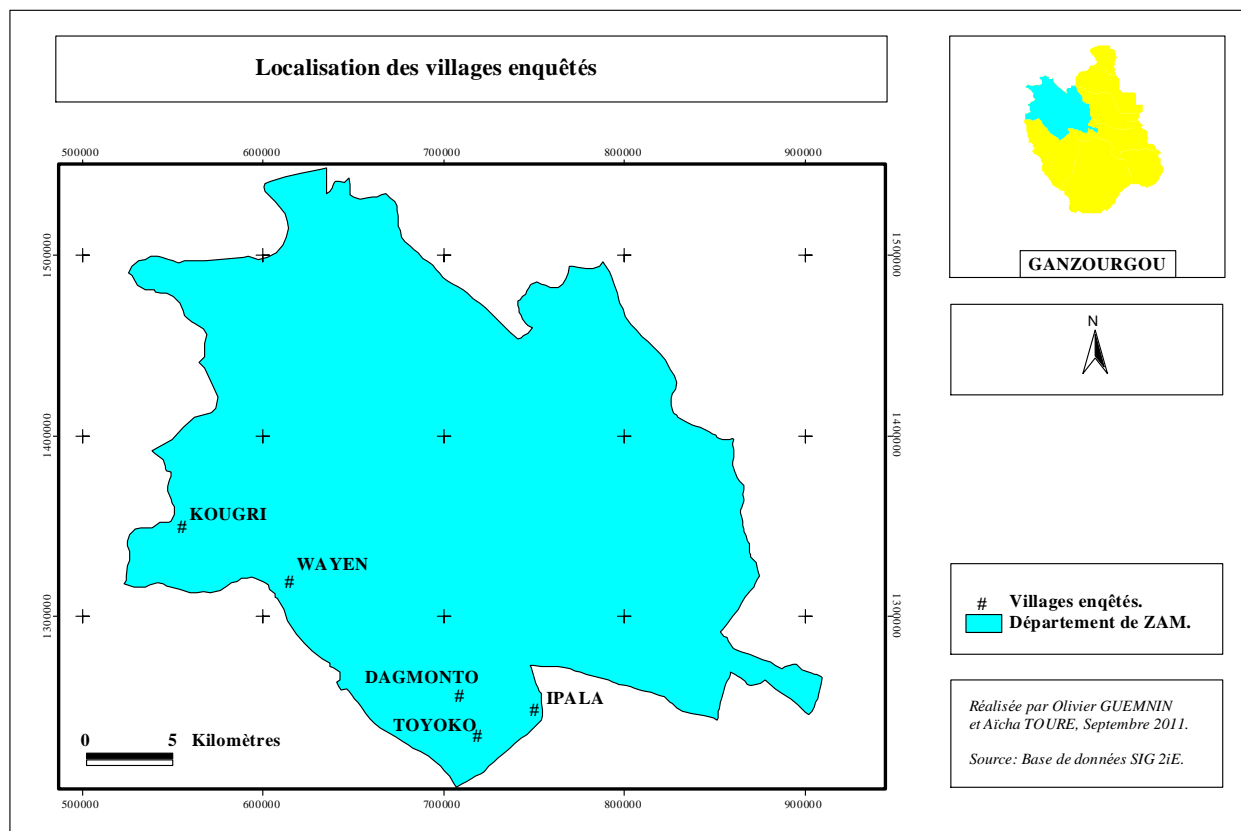 Localisation des villages enquêtés
500000 600000 700000 800000 900000
1500000
1400000
1300000
1500000
1400000
1300000
KOUGRI
#
WAYEN
#
DAGMONTO
#
IPALA
#
TOYOKO
#
0 5 Kilomètres
500000 600000 700000 800000 900000
GANZOURGOU
N
# Villages enqêtés.
Département de ZAM.
Réalisée par Olivier GUEMNIN
et Aïcha TOURE, Septembre 2011.
Source: Base de données SIG 2iE.